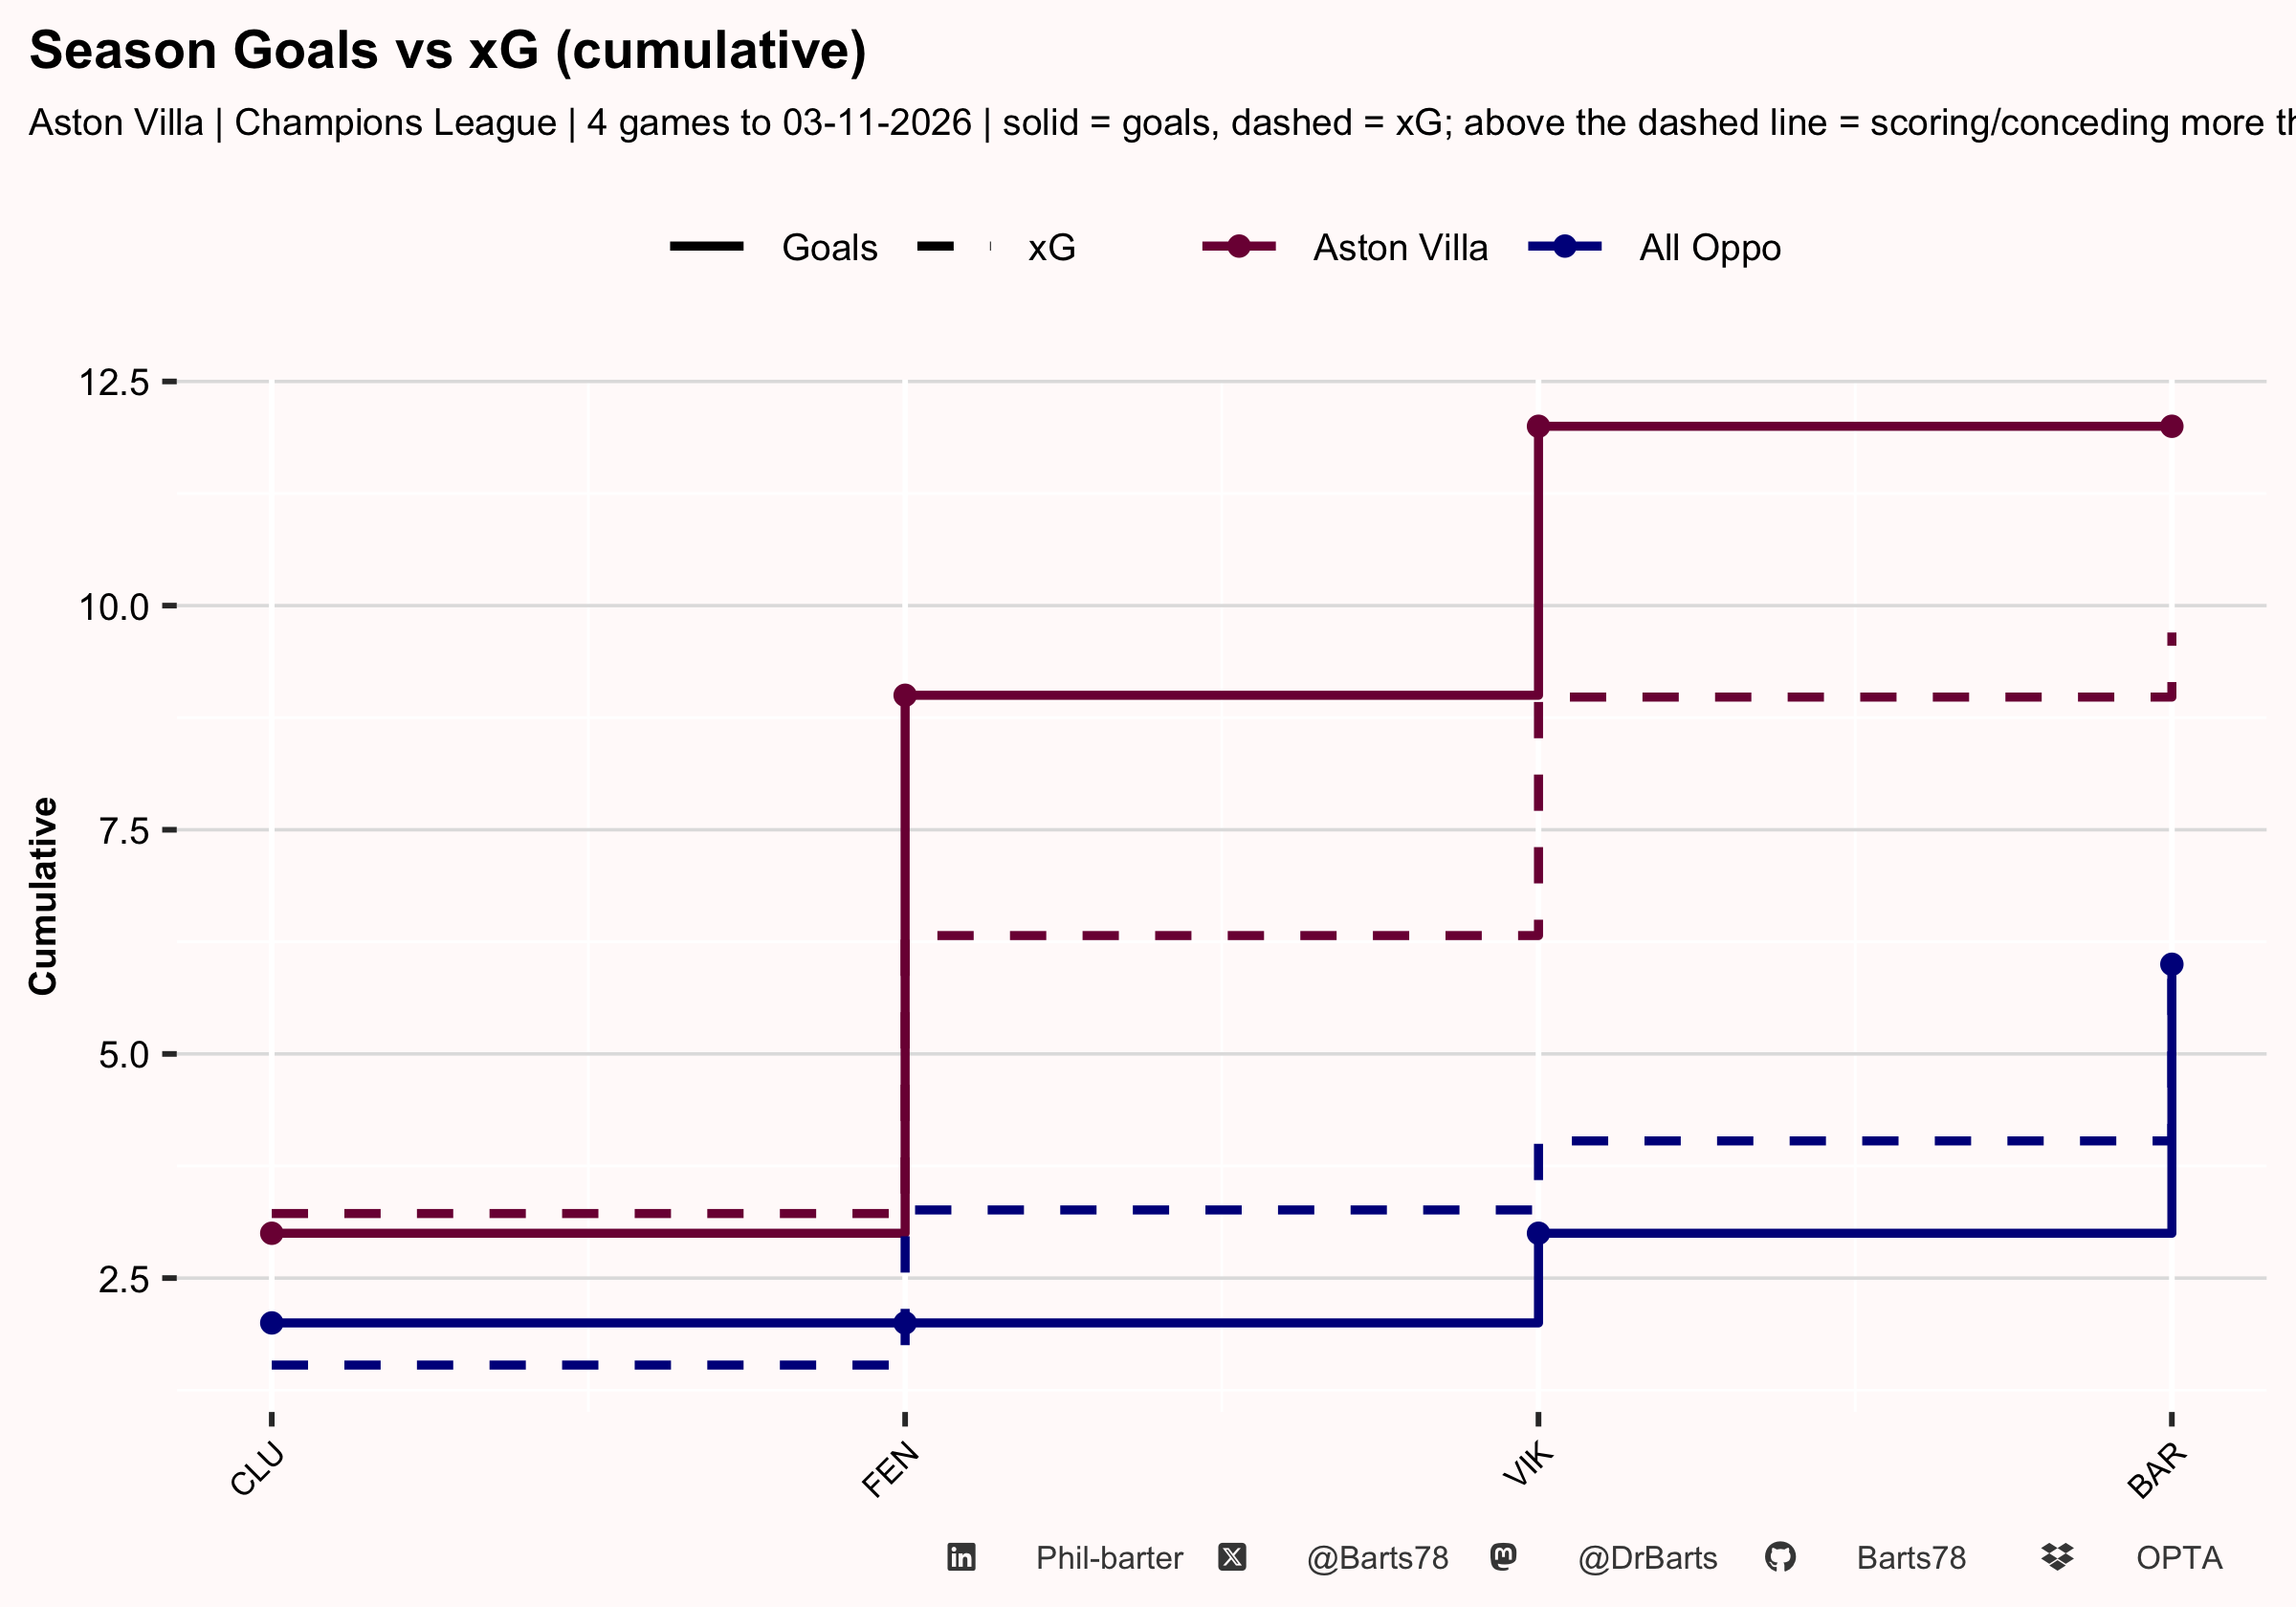 Season Goals vs xG (cumulative)
Aston Villa | Champions League | 4 games to 03-11-2026 | solid = goals, dashed = xG; above the dashed line = scoring/conceding more
Goals xG Aston Villa All Oppo
12.5
10.0
7.5
5.0
2.5
Cumulative
CLU FEN VIK BAR
Phil-barter @Barts78 @DrBarts Barts78 OPTA